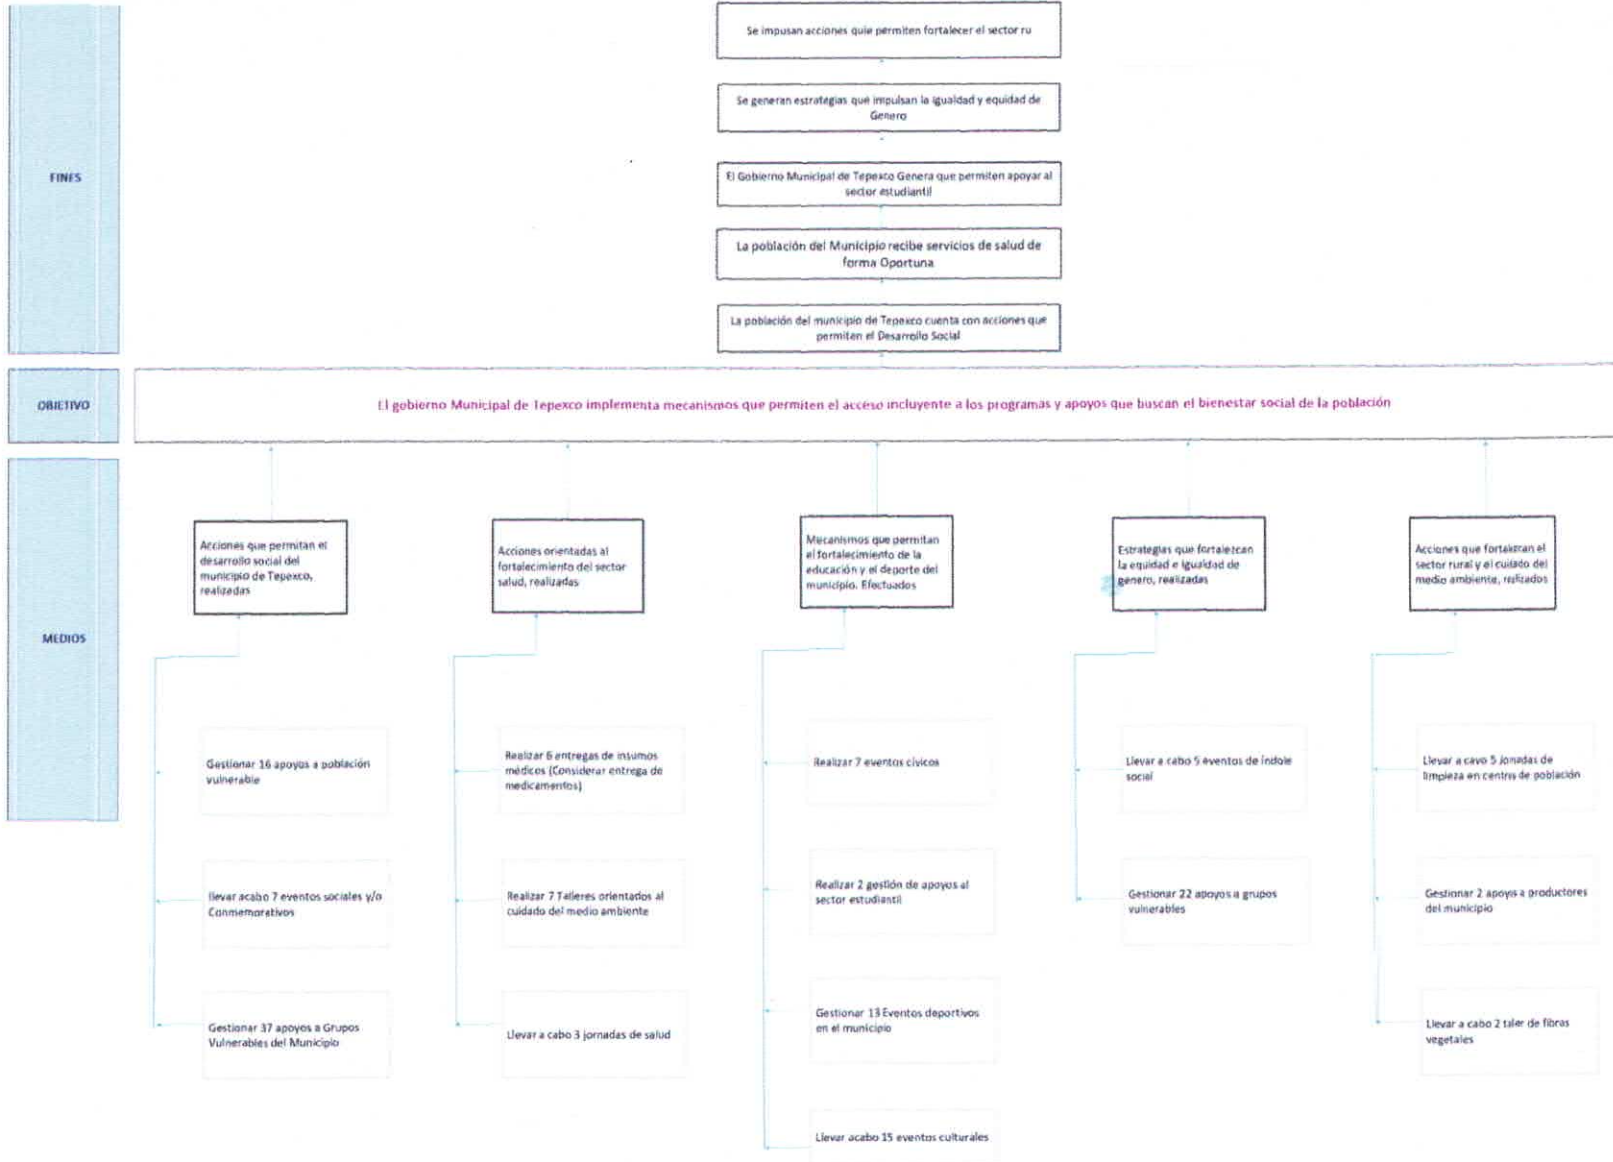 FINES
Se impusan acciones quie permiten fortalecer el sector ru
Se generan estrategias que impulsan la igualdad y equidad de
Genero
El Gobierno Municipal de Tepexco Genera que permiten apoyar al
sector estudiantil
La población del Municipio recibe servicios de salud de
forma Oportuna
La población del municipio de Tepexco cuenta con acciones que
permiten el Desarrollo Social
OBJETIVO
El gobierno Municipal de Tepexco implementa mecanismos que permiten el acceso incluyente a los programas y apoyos que buscan el bienestar social de la población
MEDIOS
Acciones que permitan el
desarrollo social del
municipio de Tepexco,
realizadas
Gestionar 16 apoyos a población
vulnerable
llevar acabo 7 eventos sociales y/o
Conmemorativos
Gestionar 37 apoyos a Grupos
Vulnerables del Municipio
Acciones orientadas al
fortalecimiento del sector
salud, realizadas
Realizar 6 entregas de insumos
médicos (Considerar entrega de
medicamentos)
Realizar 7 Talleres orientados al
cuidado del medio ambiente
Llevar a cabo 3 jornadas de salud
Mecanismos que permitan
el fortalecimiento de la
educación y el deporte del
municipio. Efectuados
Realizar 7 eventos cívicos
Realizar 2 gestión de apoyos al
sector estudiantil
Gestionar 13 Eventos deportivos
en el municipio
Llevar acabo 15 eventos culturales
Estrategias que fortalezcan
la equidad e igualdad de
genero, realizadas
Llevar a cabo 5 eventos de índole
social
Gestionar 22 apoyos a grupos
vulnerables
Acciones que fortalezcan el
sector rural y el cuidado del
medio ambiente, realizados
Llevar a cavo 5 jornadas de
limpieza en centros de población
Gestionar 2 apoyos a productores
del municipio
Llevar a cabo 2 taler de fibras
vegetales